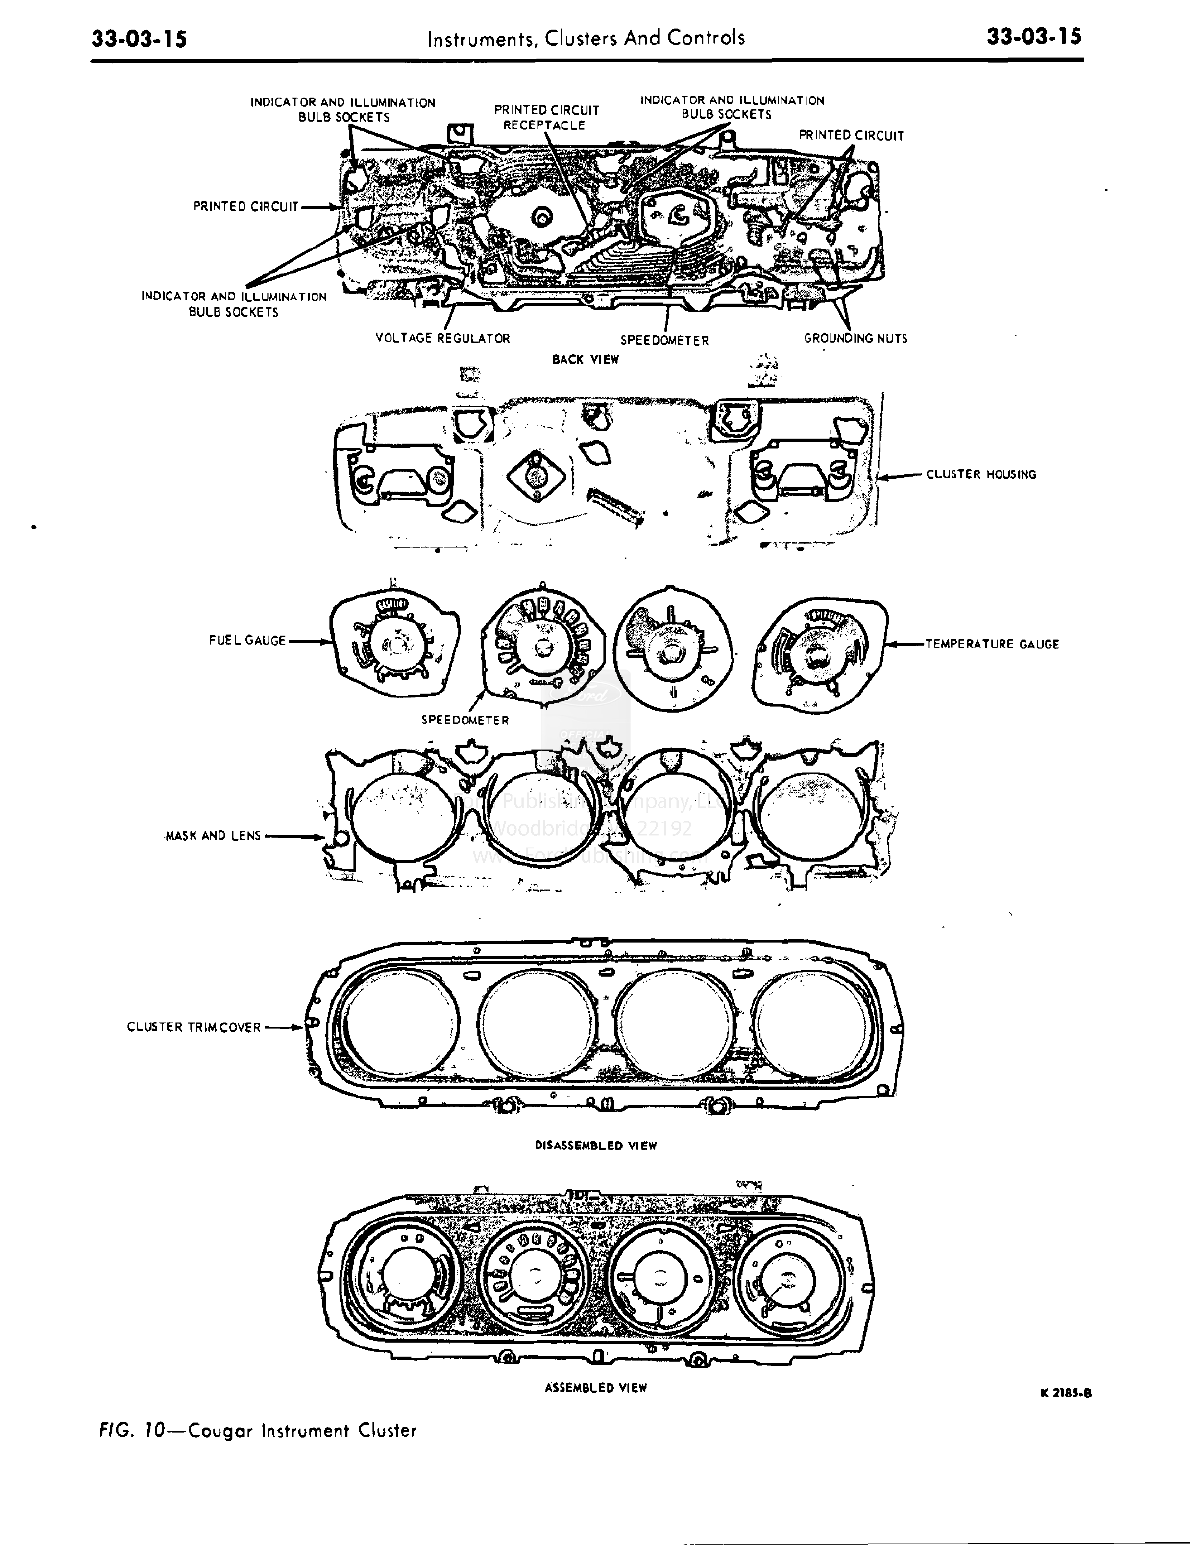 33-03-15
Instruments, Clusters And Controls
33-03-15
INDICATOR AND ILLUMINATION
BULB SOCKETS
PRINTED CIRCUIT
RECEPTACLE
INDICATOR AND ILLUMINATION
BULB SOCKETS
PRINTED CIRCUIT
PRINTED CIRCUIT
INDICATOR AND ILLUMINATION
BULB SOCKETS
VOLTAGE REGULATOR
SPEEDOMETER
GROUNDING NUTS
BACK VIEW
CLUSTER HOUSING
FUEL GAUGE
TEMPERATURE GAUGE
SPEEDOMETER
Ford
MASK AND LENS
22192
CLUSTER TRIM COVER
DISASSEMBLED VIEW
ASSEMBLED VIEW
K 2185-B
FIG. 10—Cougar Instrument Cluster